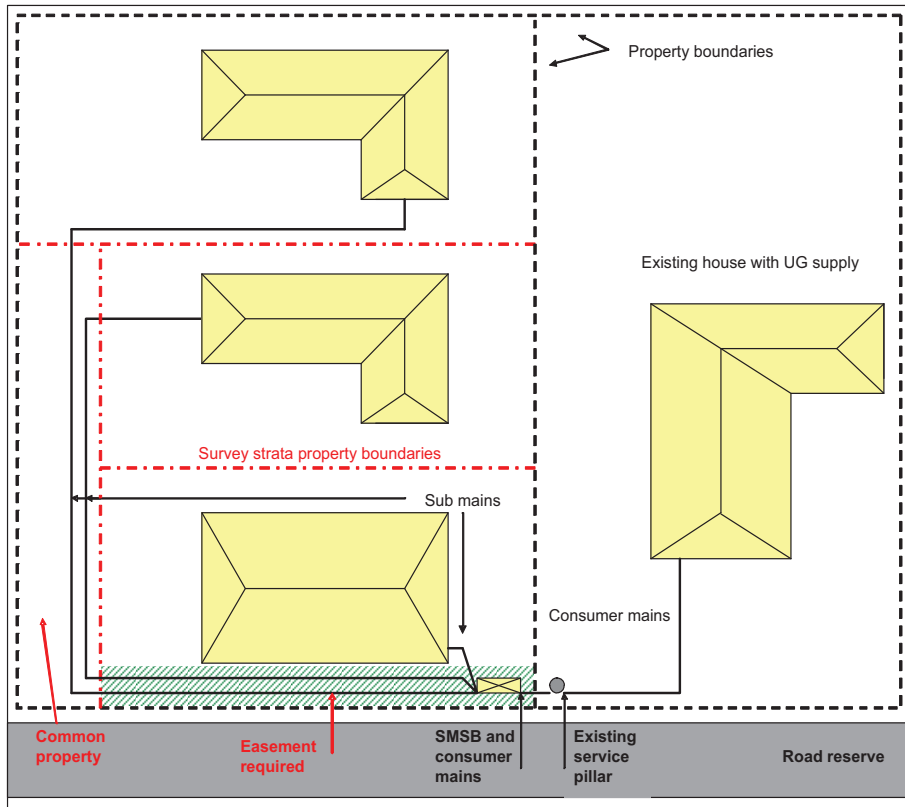 Property boundaries
Existing house with UG supply
Survey strata property boundaries
Sub mains
Consumer mains
Common
property
Easement
required
SMSB and
consumer
mains
Existing
service
pillar
Road reserve